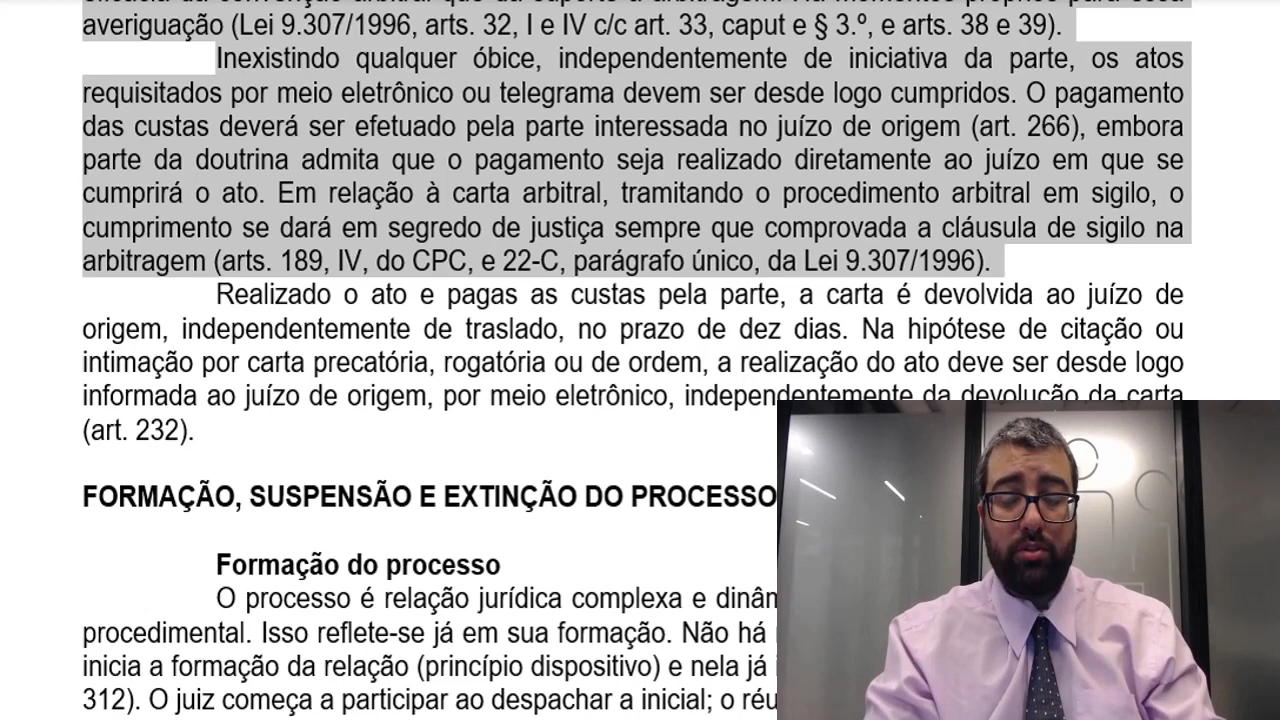 averiguação (Lei 9.307/1996, arts. 32, I e IV c/c art. 33, caput e § 3.º, e arts. 38 e 39).
Inexistindo qualquer óbice, independentemente de iniciativa da parte, os atos
requisitados por meio eletrônico ou telegrama devem ser desde logo cumpridos. O pagamento
das custas deverá ser efetuado pela parte interessada no juízo de origem (art. 266), embora
parte da doutrina admita que o pagamento seja realizado diretamente ao juízo em que se
cumprirá o ato. Em relação à carta arbitral, tramitando o procedimento arbitral em sigilo, o
cumprimento se dará em segredo de justiça sempre que comprovada a cláusula de sigilo na
arbitragem (arts. 189, IV, do CPC, e 22-C, parágrafo único, da Lei 9.307/1996).
Realizado o ato e pagas as custas pela parte, a carta é devolvida ao juízo de
origem, independentemente de traslado, no prazo de dez dias. Na hipótese de citação ou
intimação por carta precatória, rogatória ou de ordem, a realização do ato deve ser desde logo
informada ao juízo de origem, por meio eletrônico, independentemente da devolução da carta
(art. 232).
FORMAÇÃO, SUSPENSÃO E EXTINÇÃO DO PROCESSO
Formação do processo
O processo é relação jurídica complexa e
procedimental. Isso reflete-se já em sua formação. Não há
inicia a formação da relação (princípio dispositivo) e nela já
312). O juiz começa a participar ao despachar a inicial; o